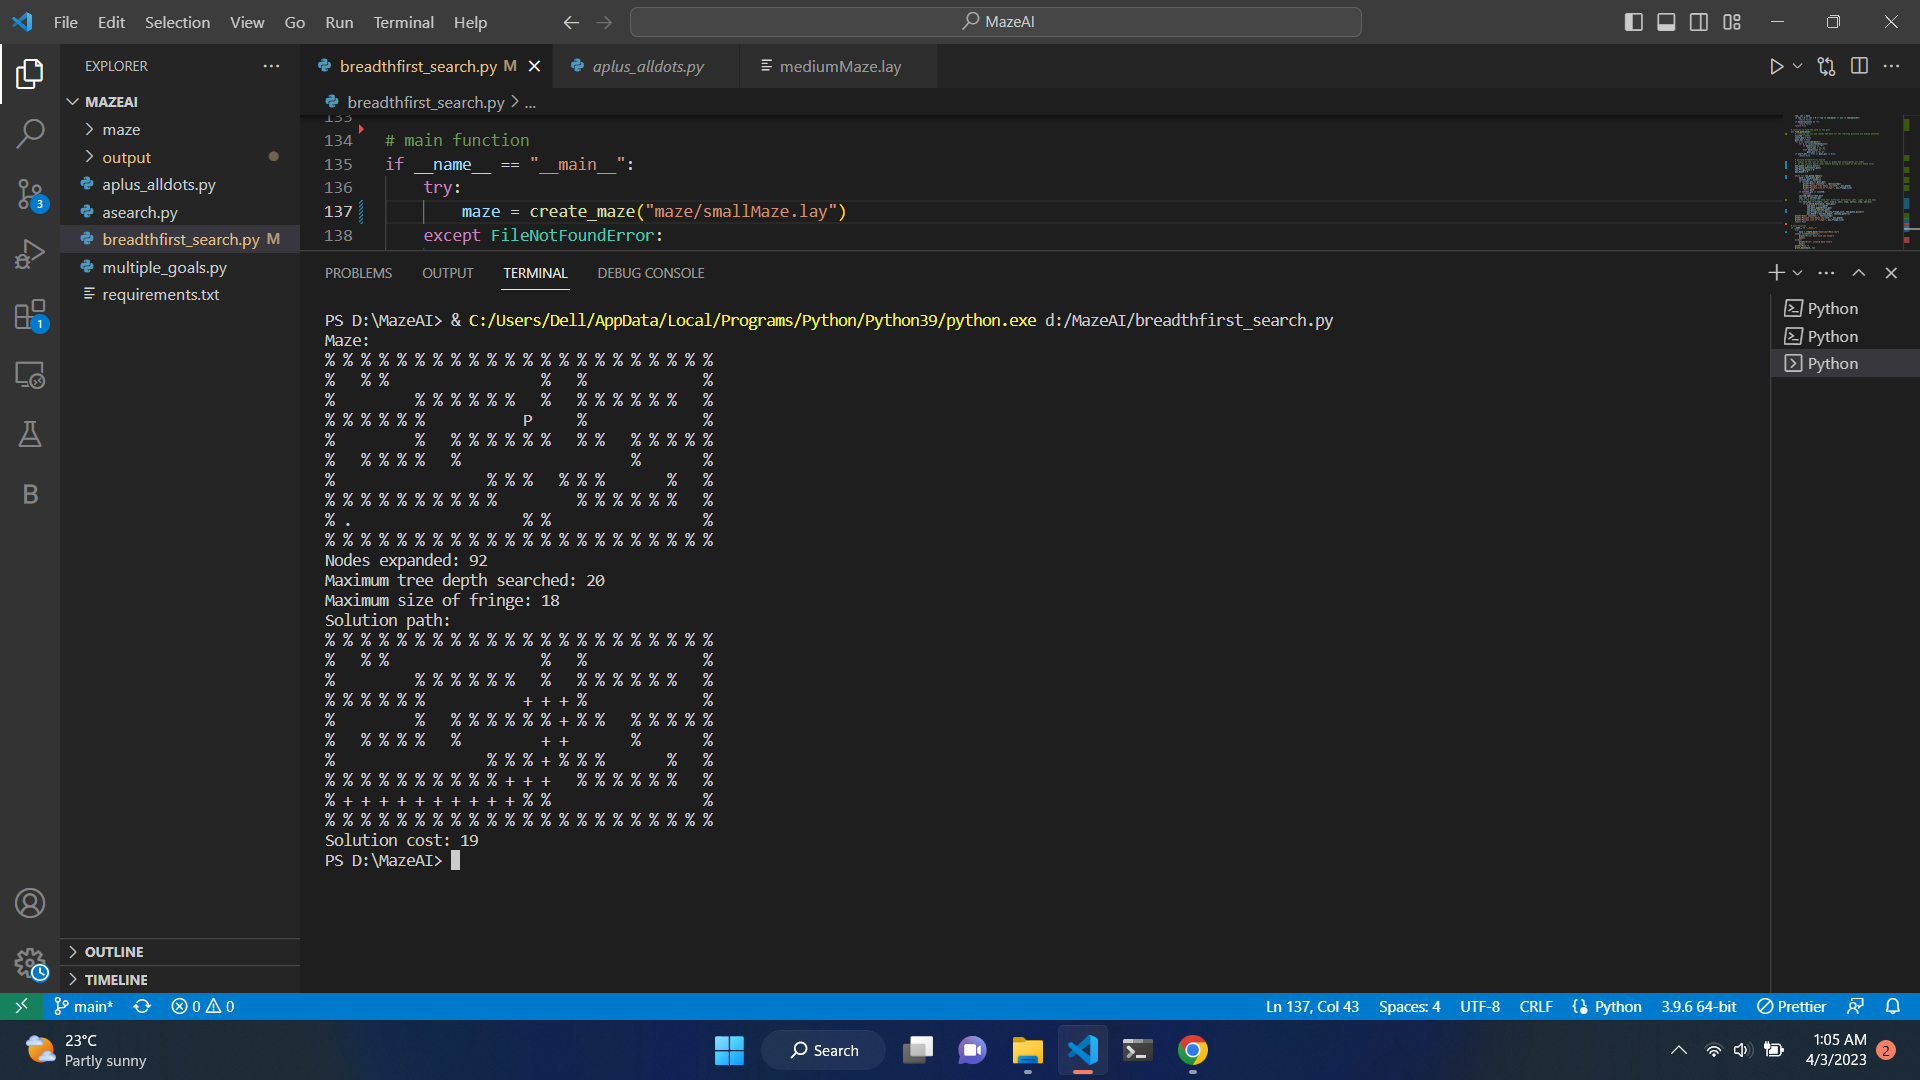 File Edit Selection View Go Run Terminal Help MazeAI
EXPLORER
MAZEAI
maze
output
aplus_alldots.py
asearch.py
breadthfirst_search.py M
multiple_goals.py
requirements.txt
OUTLINE
TIMELINE
breadthfirst_search.py M aplus_alldots.py mediumMaze.lay
breadthfirst_search.py > ...
133
134 # main function
135 if __name__ == "__main__":
136 try:
137 maze = create_maze("maze/smallMaze.lay")
138 except FileNotFoundError:
PROBLEMS OUTPUT TERMINAL DEBUG CONSOLE
PS D:\MazeAI> & C:/Users/Dell/AppData/Local/Programs/Python/Python39/python.exe d:/MazeAI/breadthfirst_search.py
Maze:
% % % % % % % % % % % % % % % % % % % % % %
%   % %                 %   %             %
%         % % % % % %   %   % % % % % %   %
% % % % % %           P     %             %
%         %   % % % % % %   % %   % % % % %
%   % % % %   %                   %       %
%                 % % %   % % %       %   %
% % % % % % % % % %         % % % % % %   %
% .                   % %                 %
% % % % % % % % % % % % % % % % % % % % % %
Nodes expanded: 92
Maximum tree depth searched: 20
Maximum size of fringe: 18
Solution path:
% % % % % % % % % % % % % % % % % % % % % %
%   % %                 %   %             %
%         % % % % % %   %   % % % % % %   %
% % % % % %           + + + %             %
%         %   % % % % % % + % %   % % % % %
%   % % % %   %         + +       %       %
%                 % % % + % % %       %   %
% % % % % % % % % % + + +   % % % % % %   %
% + + + + + + + + + + % %                 %
% % % % % % % % % % % % % % % % % % % % % %
Solution cost: 19
PS D:\MazeAI>
Python
Python
Python
3
1
B
main* 0 0 Ln 137, Col 43 Spaces: 4 UTF-8 CRLF Python 3.9.6 64-bit Prettier
23°C
Partly sunny
Search
1:05 AM
4/3/2023
2